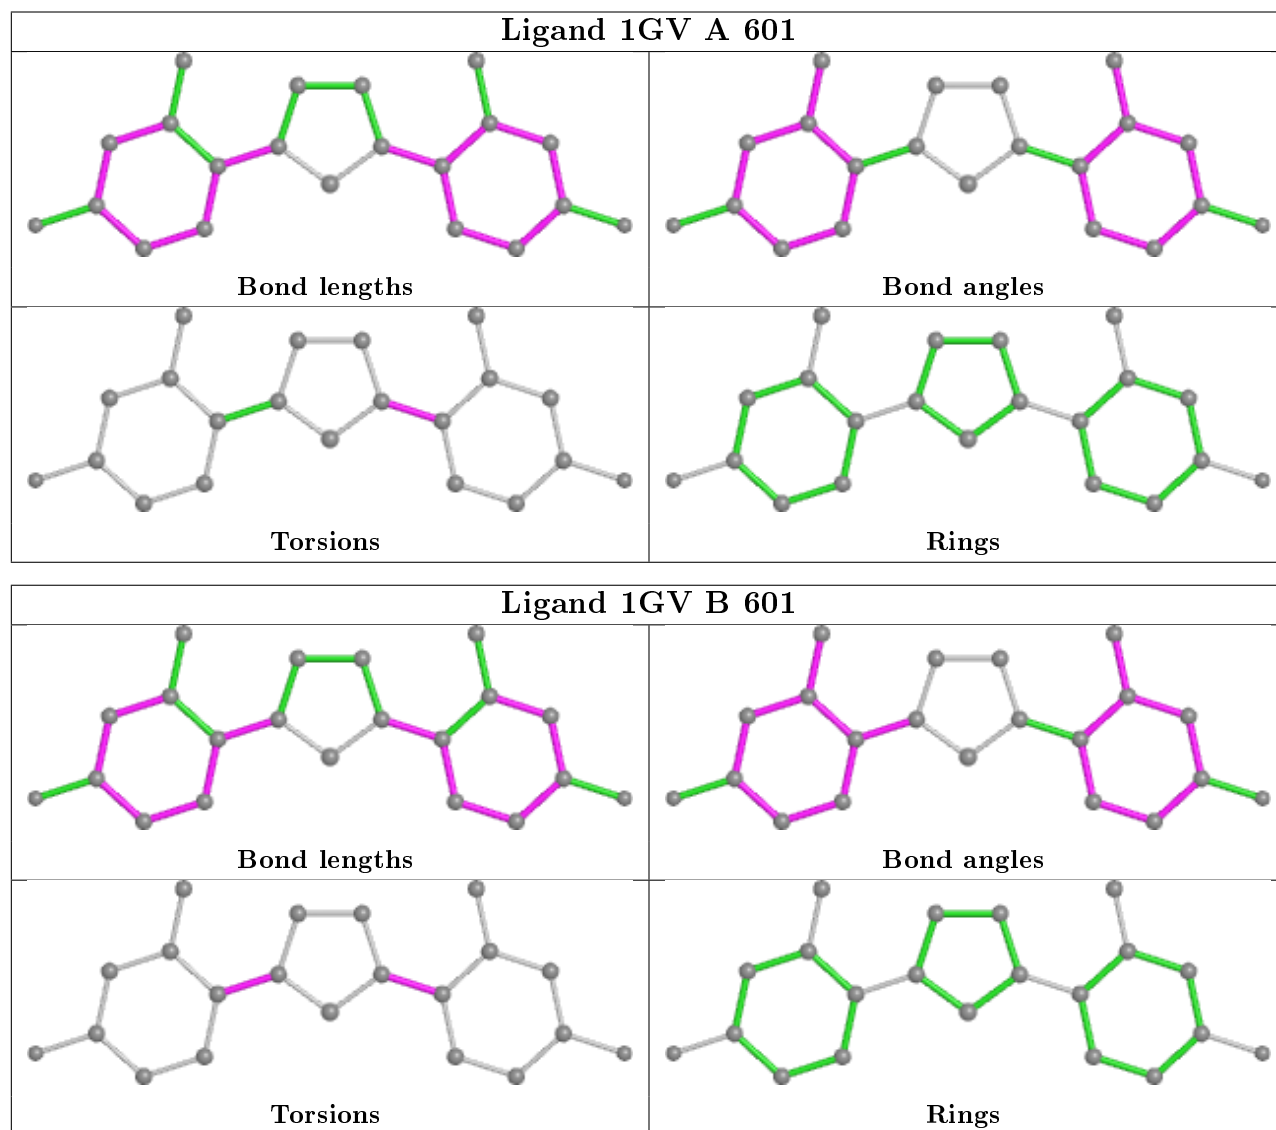 Ligand 1GV A 601
Bond lengths
Bond angles
Torsions
Rings
Ligand 1GV B 601
Bond lengths
Bond angles
Torsions
Rings